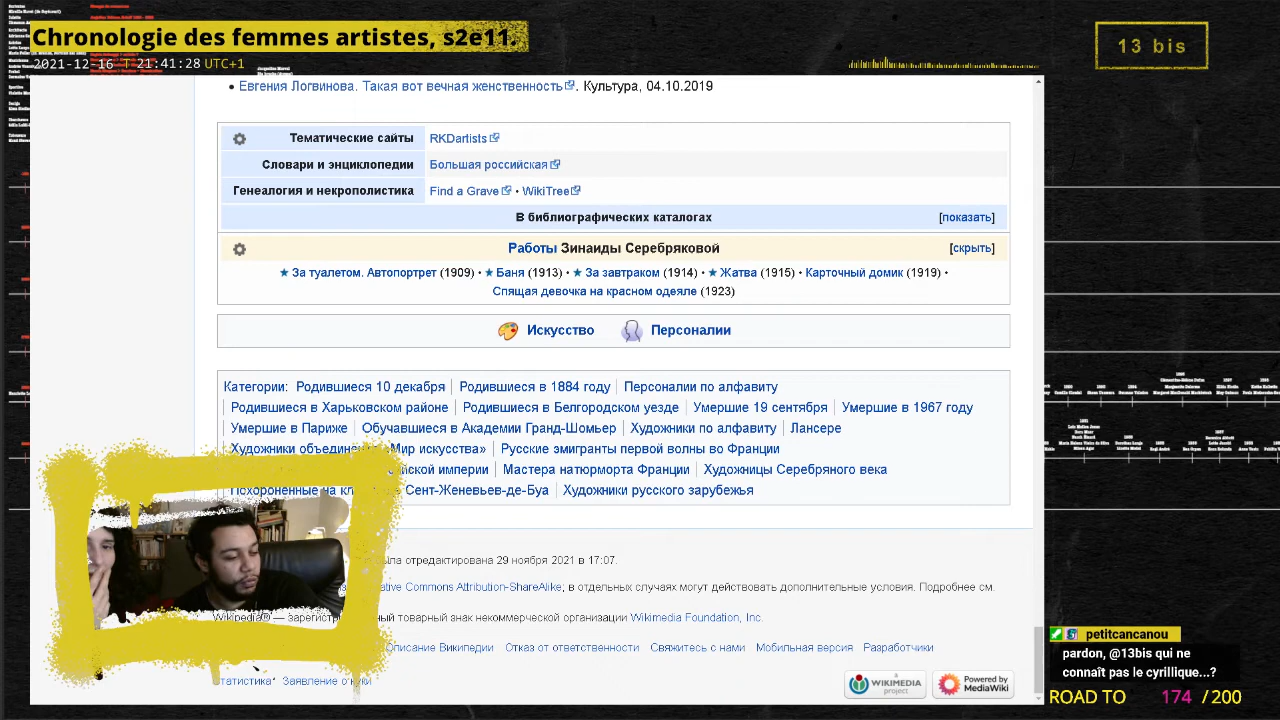 Chronologie des femmes artistes, s2e11.
2021-12-16 T 21:41:28 UTC+1
13 bis
• Евгения Логвинова. Такая вот вечная женственность. Культура, 04.10.2019
Тематические сайты RKDartists
Словари и энциклопедии Большая российская
Генеалогия и некрополистика Find a Grave • WikiTree
В библиографических каталогах [показать]
Работы Зинаиды Серебряковой [скрыть]
★ За туалетом. Автопортрет (1909) • ★ Баня (1913) • ★ За завтраком (1914) • ★ Жатва (1915) • Карточный домик (1919) •
Спящая девочка на красном одеяле (1923)
Искусство Персоналии
Категории: Родившиеся 10 декабря | Родившиеся в 1884 году | Персоналии по алфавиту
| Родившиеся в Харьковском районе | Родившиеся в Белгородском уезде | Умершие 19 сентября | Умершие в 1967 году
| Умершие в Париже | Обучавшиеся в Академии Гранд-Шомьер | Художники по алфавиту | Лансере
Художники «Мир искусства» | Русские эмигранты первой волны во Франции
империи | Мастера натюрморта Франции | Художницы Серебряного века
Похороненные на Сент-Женевьев-де-Буа | Художники русского зарубежья
отредактирована 29 ноября 2021 в 17:07.
Commons Attribution-ShareAlike; в отдельных случаях могут действовать дополнительные условия. Подробнее см.
Wikipedia® — товарный знак некоммерческой организации Wikimedia Foundation, Inc.
Описание Википедии Отказ от ответственности Свяжитесь с нами Мобильная версия Разработчики
Статистика Заявление о куки
WIKIMEDIA project
Powered by MediaWiki
petitcancanou
pardon, @13bis qui ne
connaît pas le cyrillique...?
ROAD TO 174 / 200